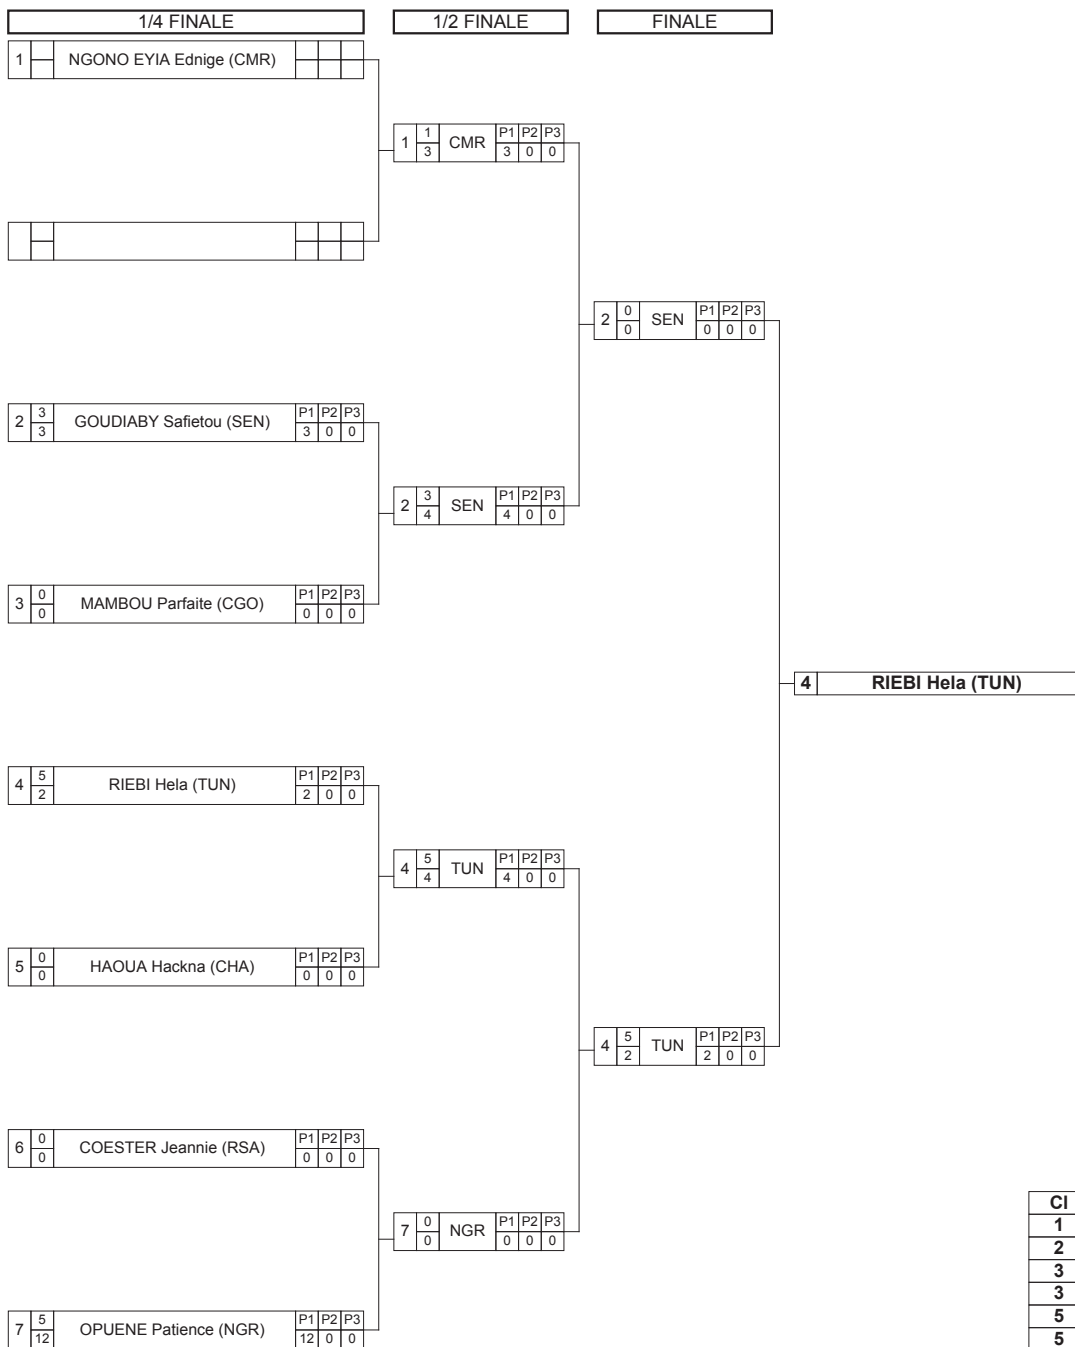 1/4 FINALE 1/2 FINALE FINALE
1 NGONO EYIA Ednige (CMR)
1 1 CMR P1 P2 P3
3 3 0 0
2 0 SEN P1 P2 P3
0 0 0 0
2 3 GOUDIABY Safietou (SEN) P1 P2 P3
3 3 0 0
2 3 SEN P1 P2 P3
4 4 0 0
3 0 MAMBOU Parfaite (CGO) P1 P2 P3
0 0 0 0
4 RIEBI Hela (TUN)
4 5 RIEBI Hela (TUN) P1 P2 P3
2 2 0 0
4 5 TUN P1 P2 P3
4 4 0 0
5 0 HAOUA Hackna (CHA) P1 P2 P3
0 0 0 0
4 5 TUN P1 P2 P3
2 2 0 0
6 0 COESTER Jeannie (RSA) P1 P2 P3
0 0 0 0
7 0 NGR P1 P2 P3
0 0 0 0
7 5 OPUENE Patience (NGR) P1 P2 P3
12 12 0 0
Cl
1
2
3
3
5
5